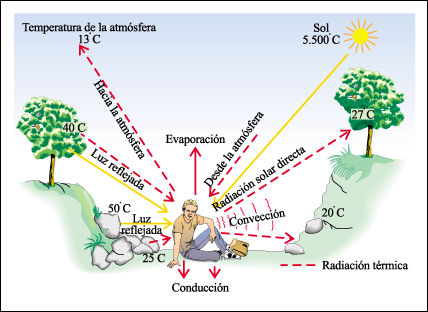 Temperatura de la atmósfera
13°C
Sol
5.500°C
Hacia la atmósfera
27°C
40°C
Luz reflejada
Evaporación
Desde la atmósfera
Radiación solar directa
50°C
Luz
reflejada
Convección
20°C
25°C
Radiación térmica
Conducción